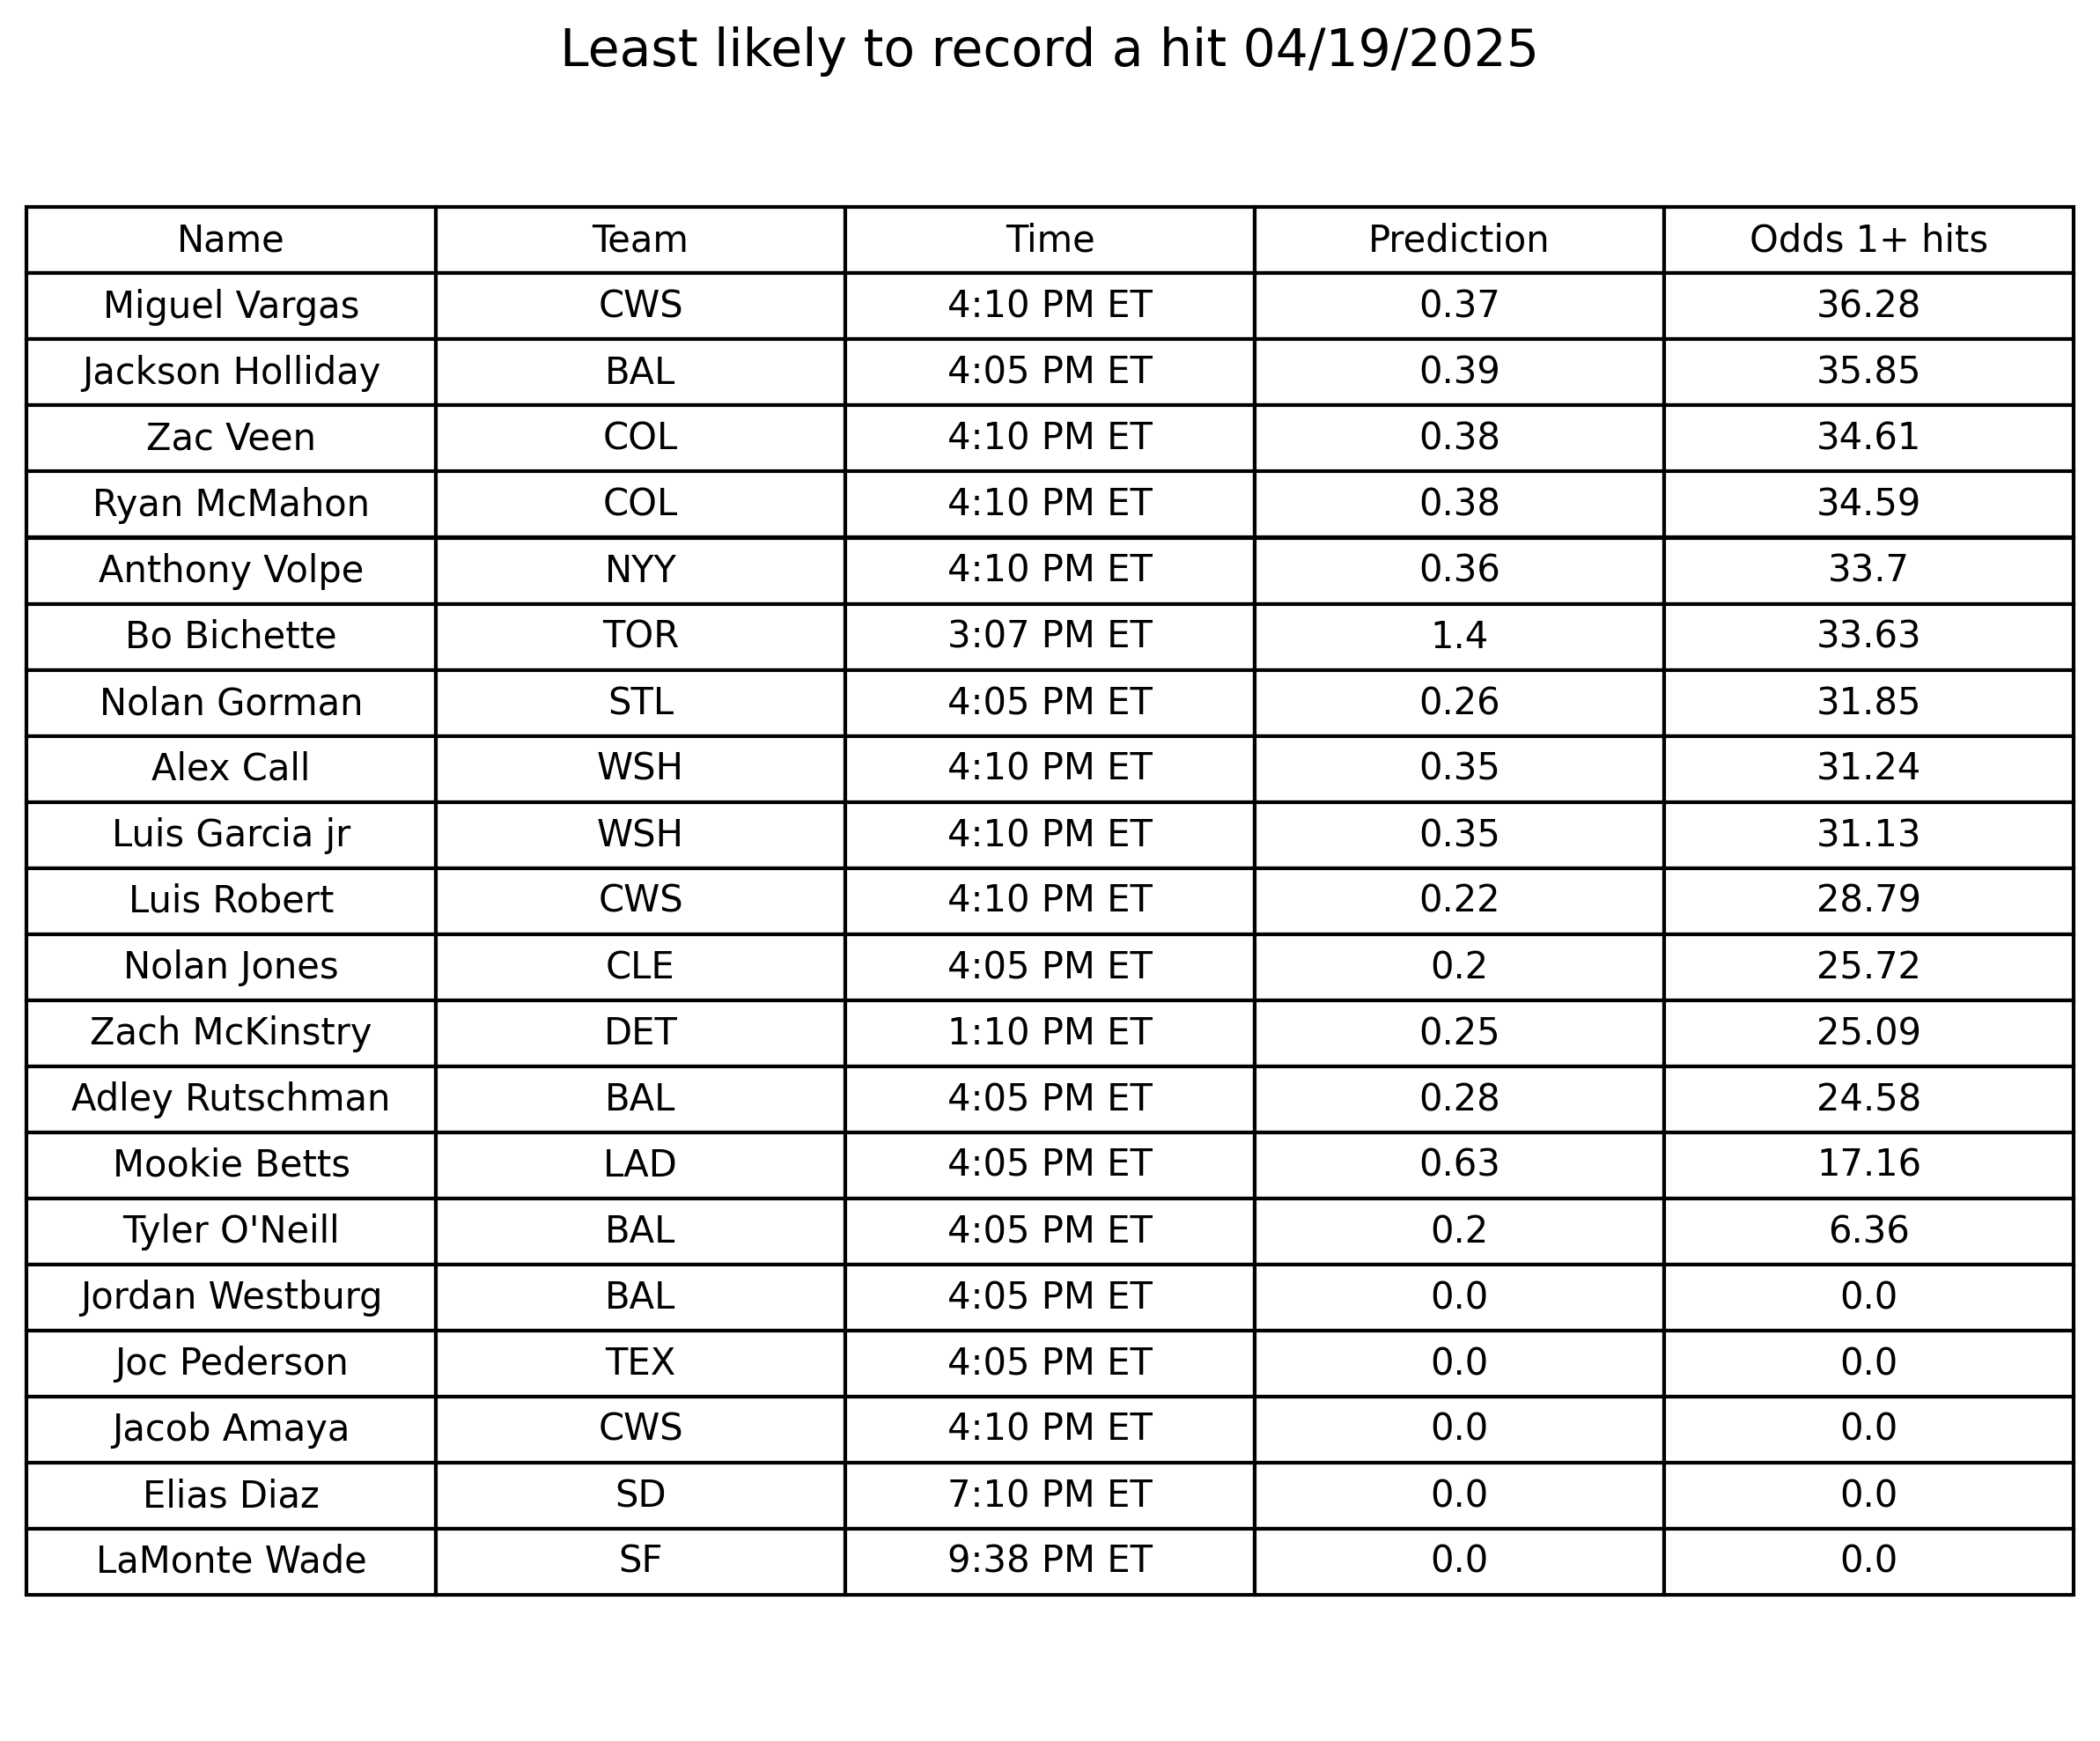 Least likely to record a hit 04/19/2025
Name Team Time Prediction Odds 1+ hits
Miguel Vargas CWS 4:10 PM ET 0.37 36.28
Jackson Holliday BAL 4:05 PM ET 0.39 35.85
Zac Veen COL 4:10 PM ET 0.38 34.61
Ryan McMahon COL 4:10 PM ET 0.38 34.59
Anthony Volpe NYY 4:10 PM ET 0.36 33.7
Bo Bichette TOR 3:07 PM ET 1.4 33.63
Nolan Gorman STL 4:05 PM ET 0.26 31.85
Alex Call WSH 4:10 PM ET 0.35 31.24
Luis Garcia jr WSH 4:10 PM ET 0.35 31.13
Luis Robert CWS 4:10 PM ET 0.22 28.79
Nolan Jones CLE 4:05 PM ET 0.2 25.72
Zach McKinstry DET 1:10 PM ET 0.25 25.09
Adley Rutschman BAL 4:05 PM ET 0.28 24.58
Mookie Betts LAD 4:05 PM ET 0.63 17.16
Tyler O'Neill BAL 4:05 PM ET 0.2 6.36
Jordan Westburg BAL 4:05 PM ET 0.0 0.0
Joc Pederson TEX 4:05 PM ET 0.0 0.0
Jacob Amaya CWS 4:10 PM ET 0.0 0.0
Elias Diaz SD 7:10 PM ET 0.0 0.0
LaMonte Wade SF 9:38 PM ET 0.0 0.0